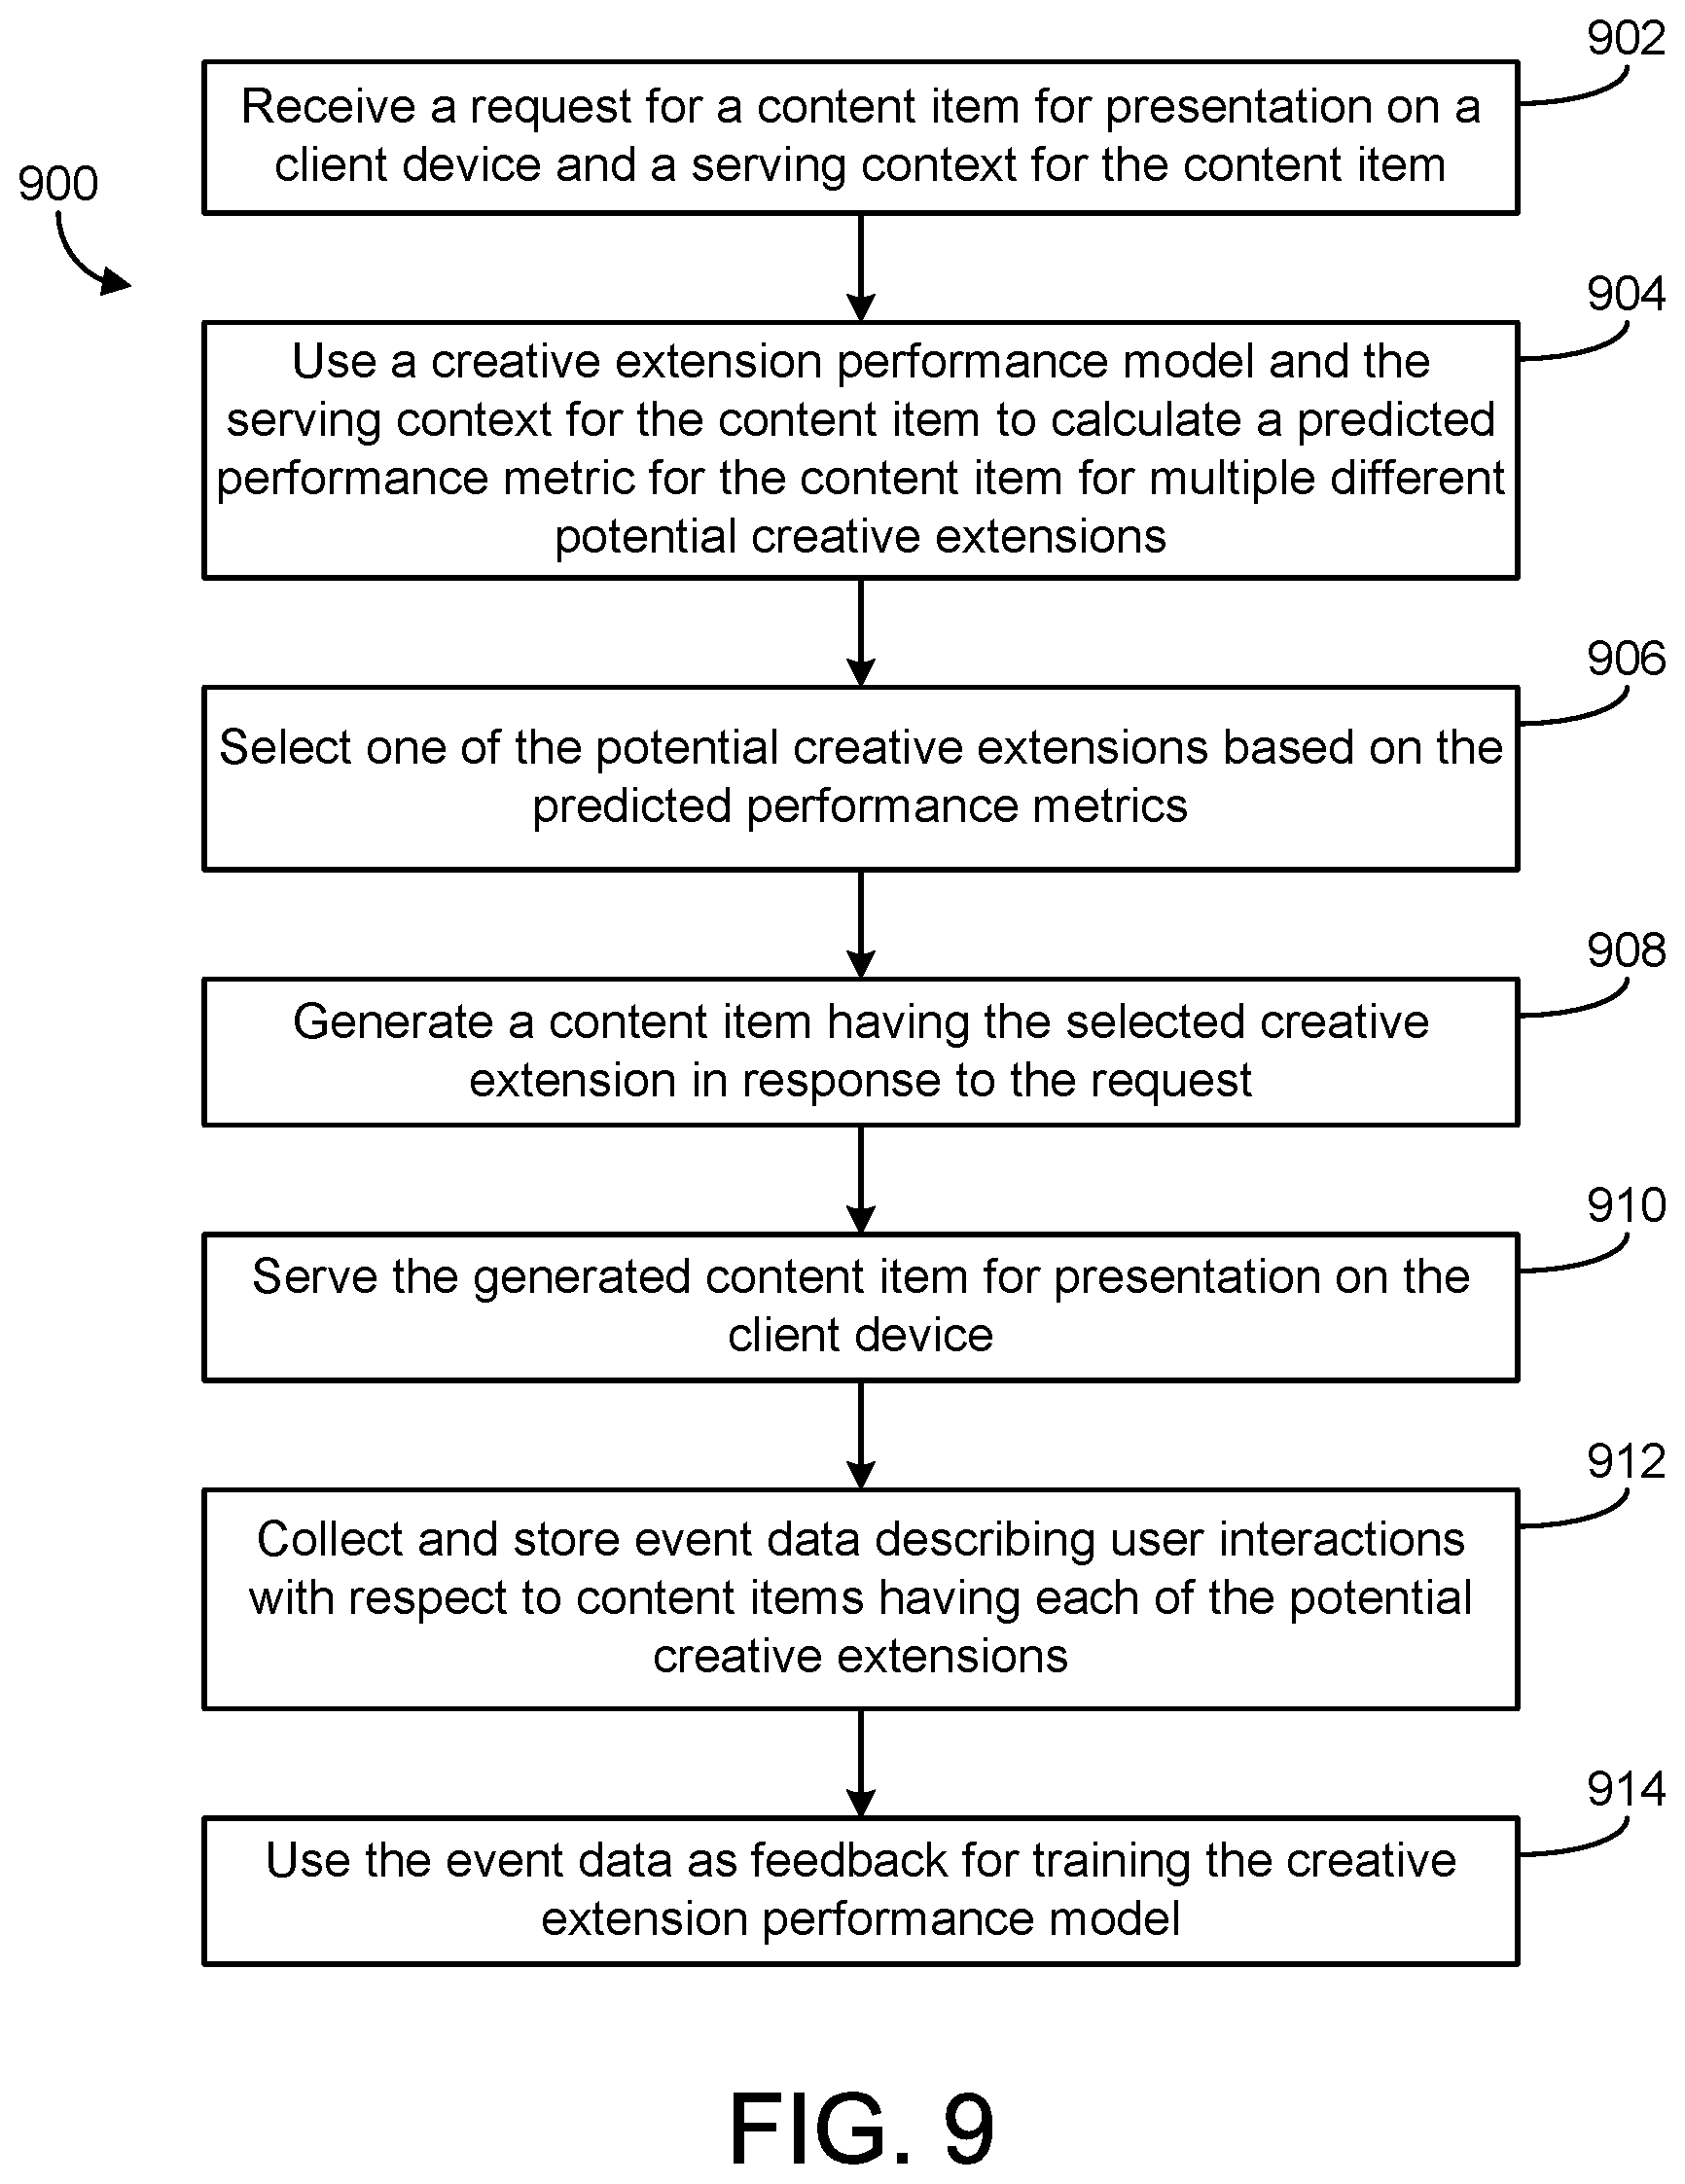 902
Receive a request for a content item for presentation on a
client device and a serving context for the content item
900
904
Use a creative extension performance model and the
serving context for the content item to calculate a predicted
performance metric for the content item for multiple different
potential creative extensions
906
Select one of the potential creative extensions based on the
predicted performance metrics
908
Generate a content item having the selected creative
extension in response to the request
910
Serve the generated content item for presentation on the
client device
912
Collect and store event data describing user interactions
with respect to content items having each of the potential
creative extensions
914
Use the event data as feedback for training the creative
extension performance model
FIG. 9